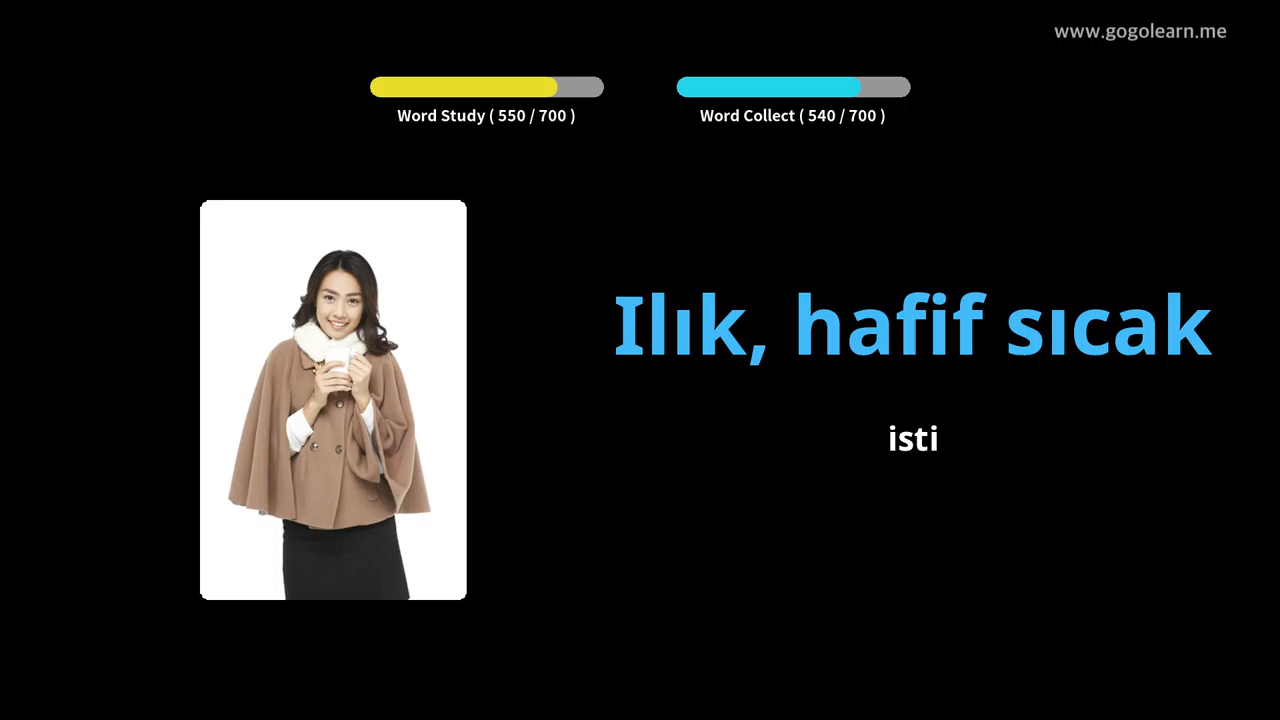 www.gogolearn.me
Word Study ( 550 / 700 )
Word Collect ( 540 / 700 )
Ilık, hafif sıcak
isti